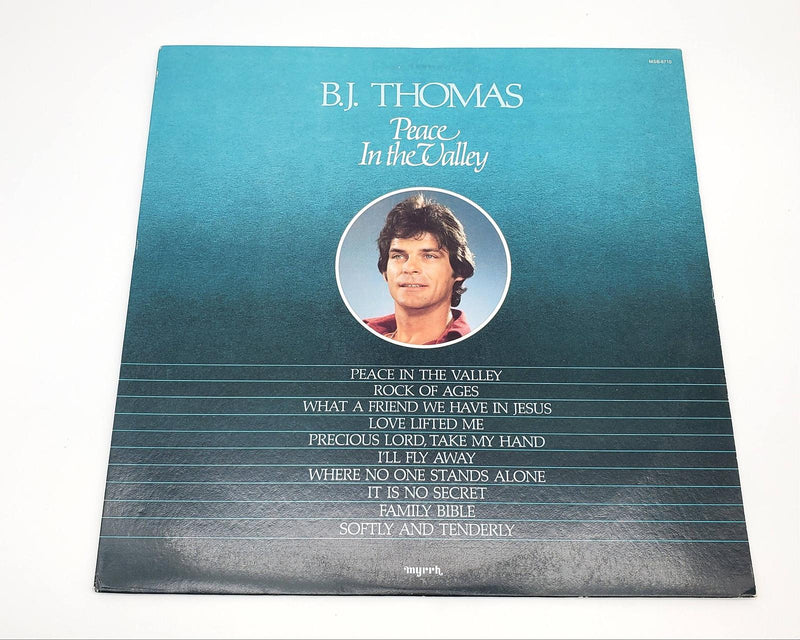 MSB-6710
B.J. THOMAS
Peace
In the Valley
PEACE IN THE VALLEY
ROCK OF AGES
WHAT A FRIEND WE HAVE IN JESUS
LOVE LIFTED ME
PRECIOUS LORD, TAKE MY HAND
I'LL FLY AWAY
WHERE NO ONE STANDS ALONE
IT IS NO SECRET
FAMILY BIBLE
SOFTLY AND TENDERLY
myrrh